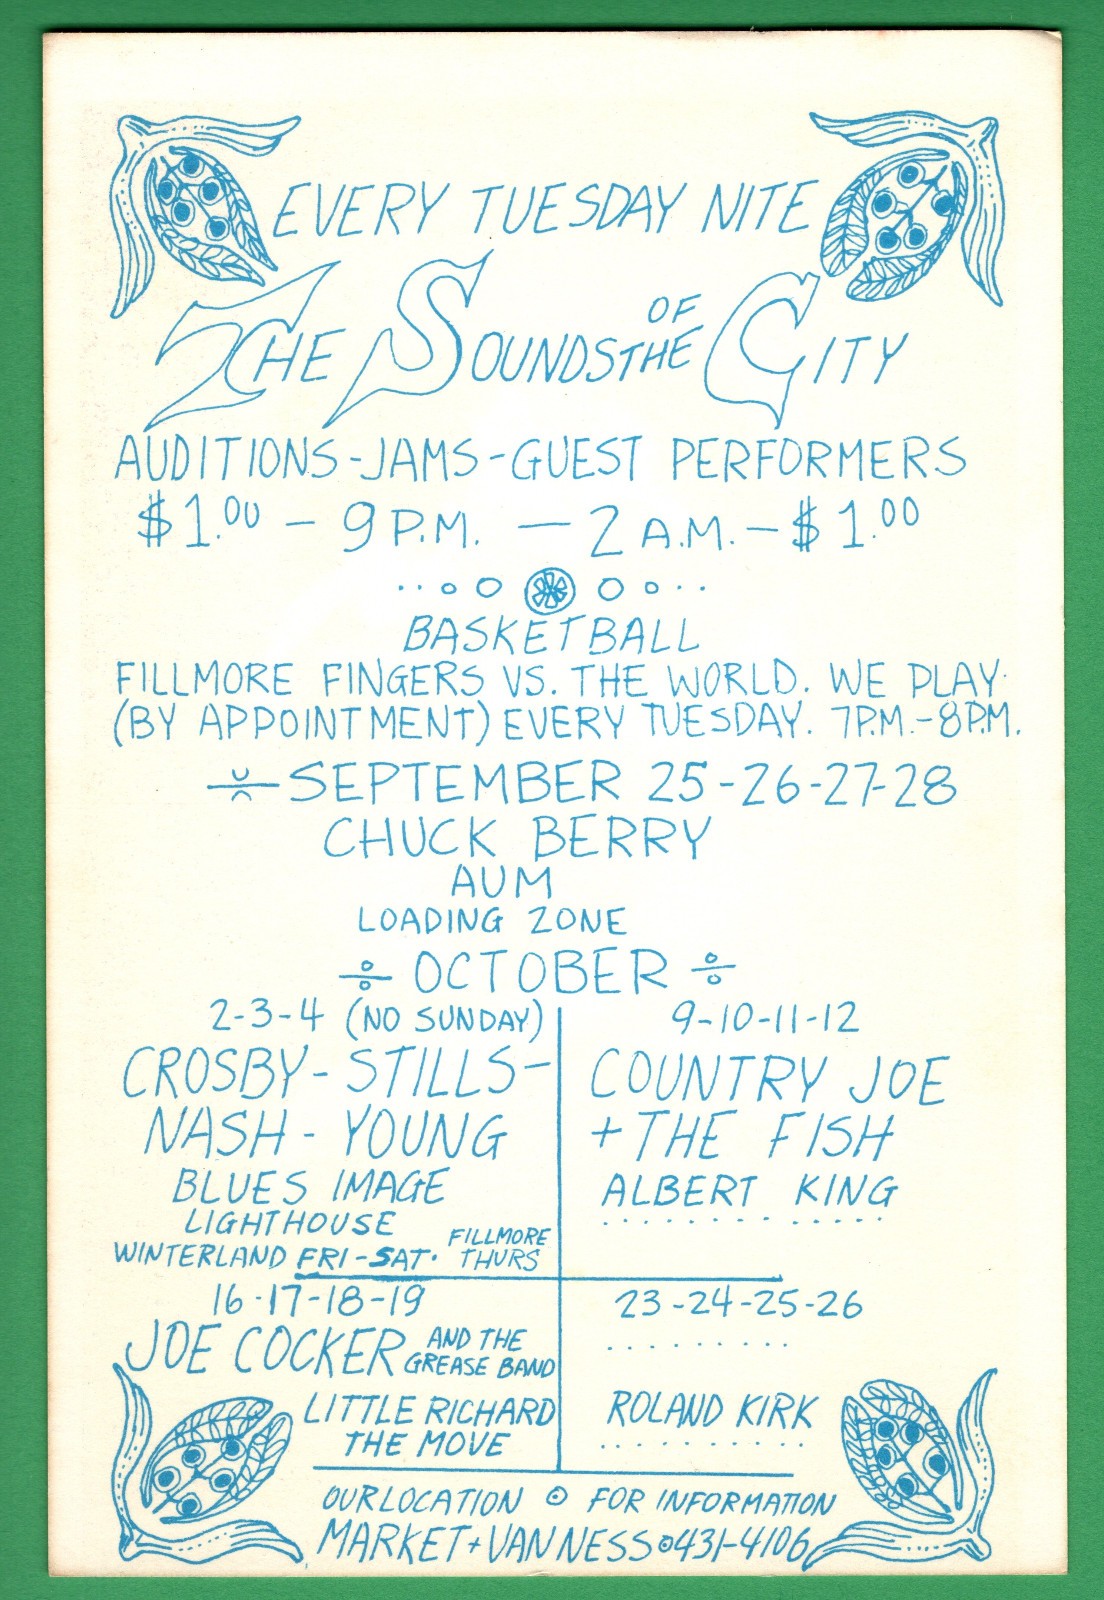 EVERY TUESDAY NITE
THE SOUNDS OF THE CITY
AUDITIONS-JAMS-GUEST PERFORMERS
$1.00 – 9 P.M. – 2 A.M. – $1.00
BASKETBALL
FILLMORE FINGERS VS. THE WORLD. WE PLAY
(BY APPOINTMENT) EVERY TUESDAY. 7P.M.-8P.M.
SEPTEMBER 25-26-27-28
CHUCK BERRY
AUM
LOADING ZONE
÷ OCTOBER ÷
2-3-4 (NO SUNDAY)
CROSBY-STILLS-
NASH-YOUNG
BLUES IMAGE
LIGHTHOUSE
WINTERLAND FRI-SAT. FILLMORE THURS
9-10-11-12
COUNTRY JOE
+ THE FISH
ALBERT KING
16-17-18-19
JOE COCKER AND THE GREASE BAND
LITTLE RICHARD
THE MOVE
23-24-25-26
ROLAND KIRK
OUR LOCATION FOR INFORMATION
MARKET + VAN NESS 431-4106